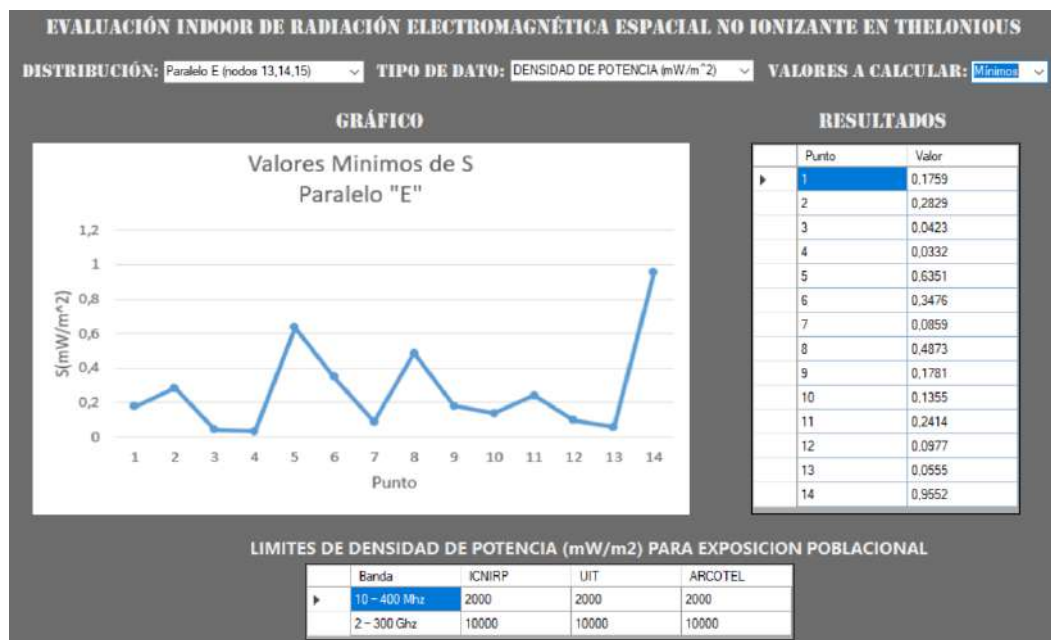 EVALUACIÓN INDOOR DE RADIACIÓN ELECTROMAGNÉTICA ESPACIAL NO IONIZANTE EN THELONIOUS
DISTRIBUCIÓN: Paralelo E (nodos 13,14,15) TIPO DE DATO: DENSIDAD DE POTENCIA (mW/m^2) VALORES A CALCULAR: Mínimos
GRÁFICO
Valores Minimos de S
Paralelo "E"
1,2
1
0,8
0,6
0,4
0,2
0
S(mW/m^2)
1 2 3 4 5 6 7 8 9 10 11 12 13 14
Punto
RESULTADOS
Punto Valor
1 0,1759
2 0,2829
3 0,0423
4 0,0332
5 0,6351
6 0,3476
7 0,0859
8 0,4873
9 0,1781
10 0,1355
11 0,2414
12 0,0977
13 0,0555
14 0,9552
LIMITES DE DENSIDAD DE POTENCIA (mW/m2) PARA EXPOSICION POBLACIONAL
Banda ICNIRP UIT ARCOTEL
10 – 400 Mhz 2000 2000 2000
2 – 300 Ghz 10000 10000 10000